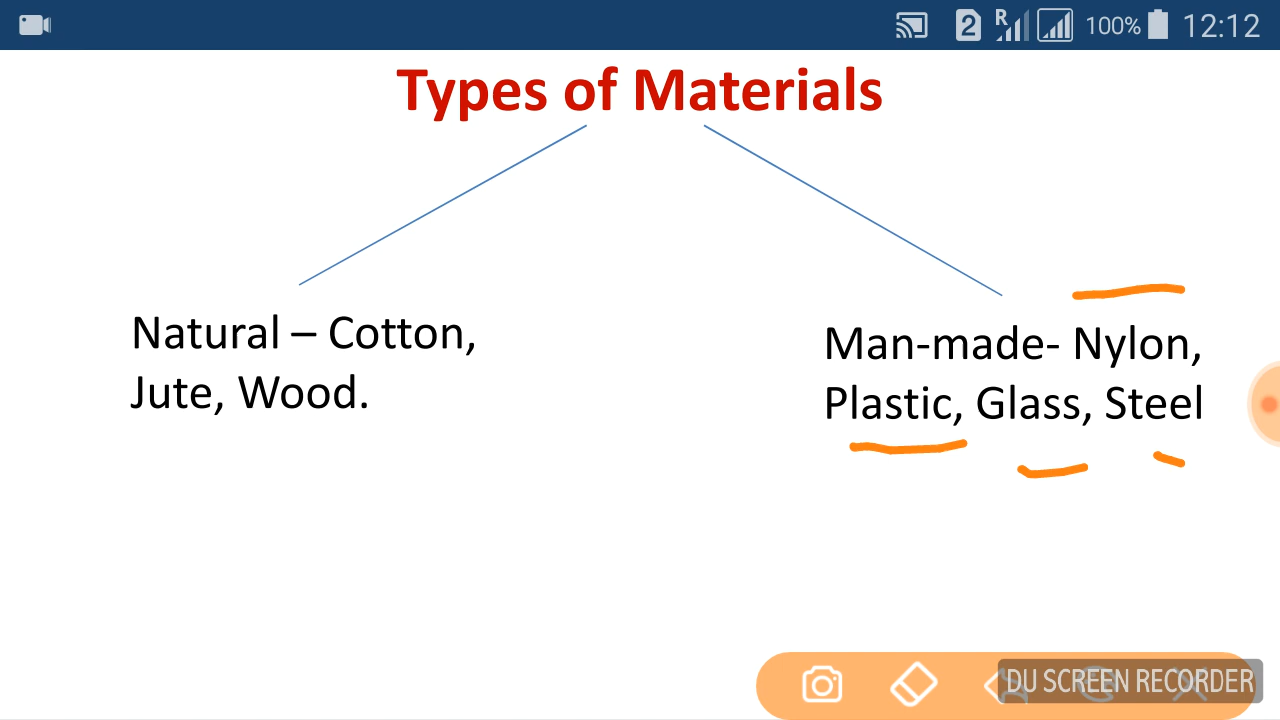 2 R 100% 12:12
Types of Materials
Natural – Cotton,
Jute, Wood.
Man-made- Nylon,
Plastic, Glass, Steel
DU SCREEN RECORDER